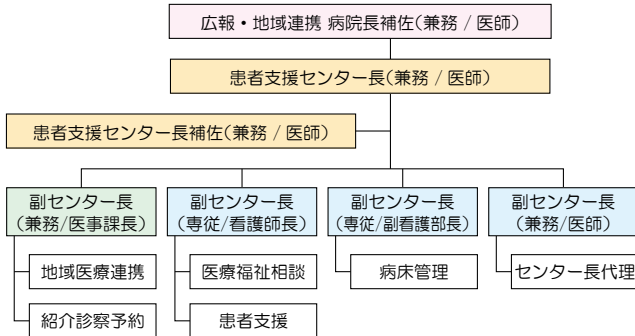 広報・地域連携 病院長補佐(兼務 / 医師)
患者支援センター長(兼務 / 医師)
患者支援センター長補佐(兼務 / 医師)
副センター長
(兼務/医事課長)
副センター長
(専従/看護師長)
副センター長
(専従/副看護部長)
副センター長
(兼務/医師)
地域医療連携
医療福祉相談
病床管理
センター長代理
紹介診察予約
患者支援